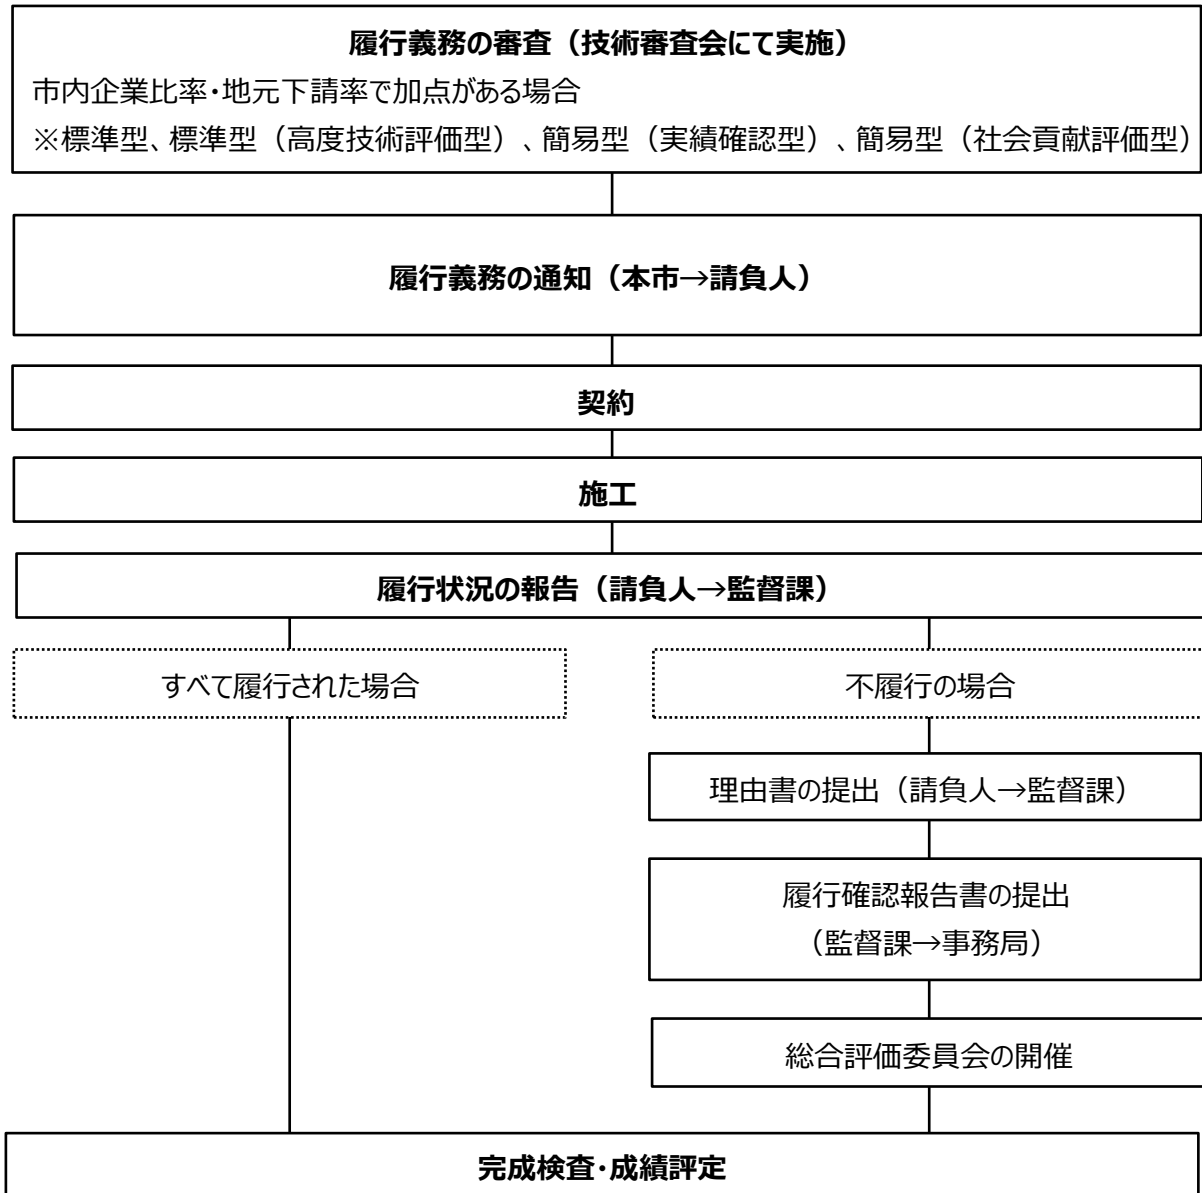 履行義務の審査（技術審査会にて実施）
市内企業比率・地元下請率で加点がある場合
※標準型、標準型（高度技術評価型）、簡易型（実績確認型）、簡易型（社会貢献評価型）
履行義務の通知（本市→請負人）
契約
施工
履行状況の報告（請負人→監督課）
すべて履行された場合
不履行の場合
理由書の提出（請負人→監督課）
履行確認報告書の提出
（監督課→事務局）
総合評価委員会の開催
完成検査・成績評定